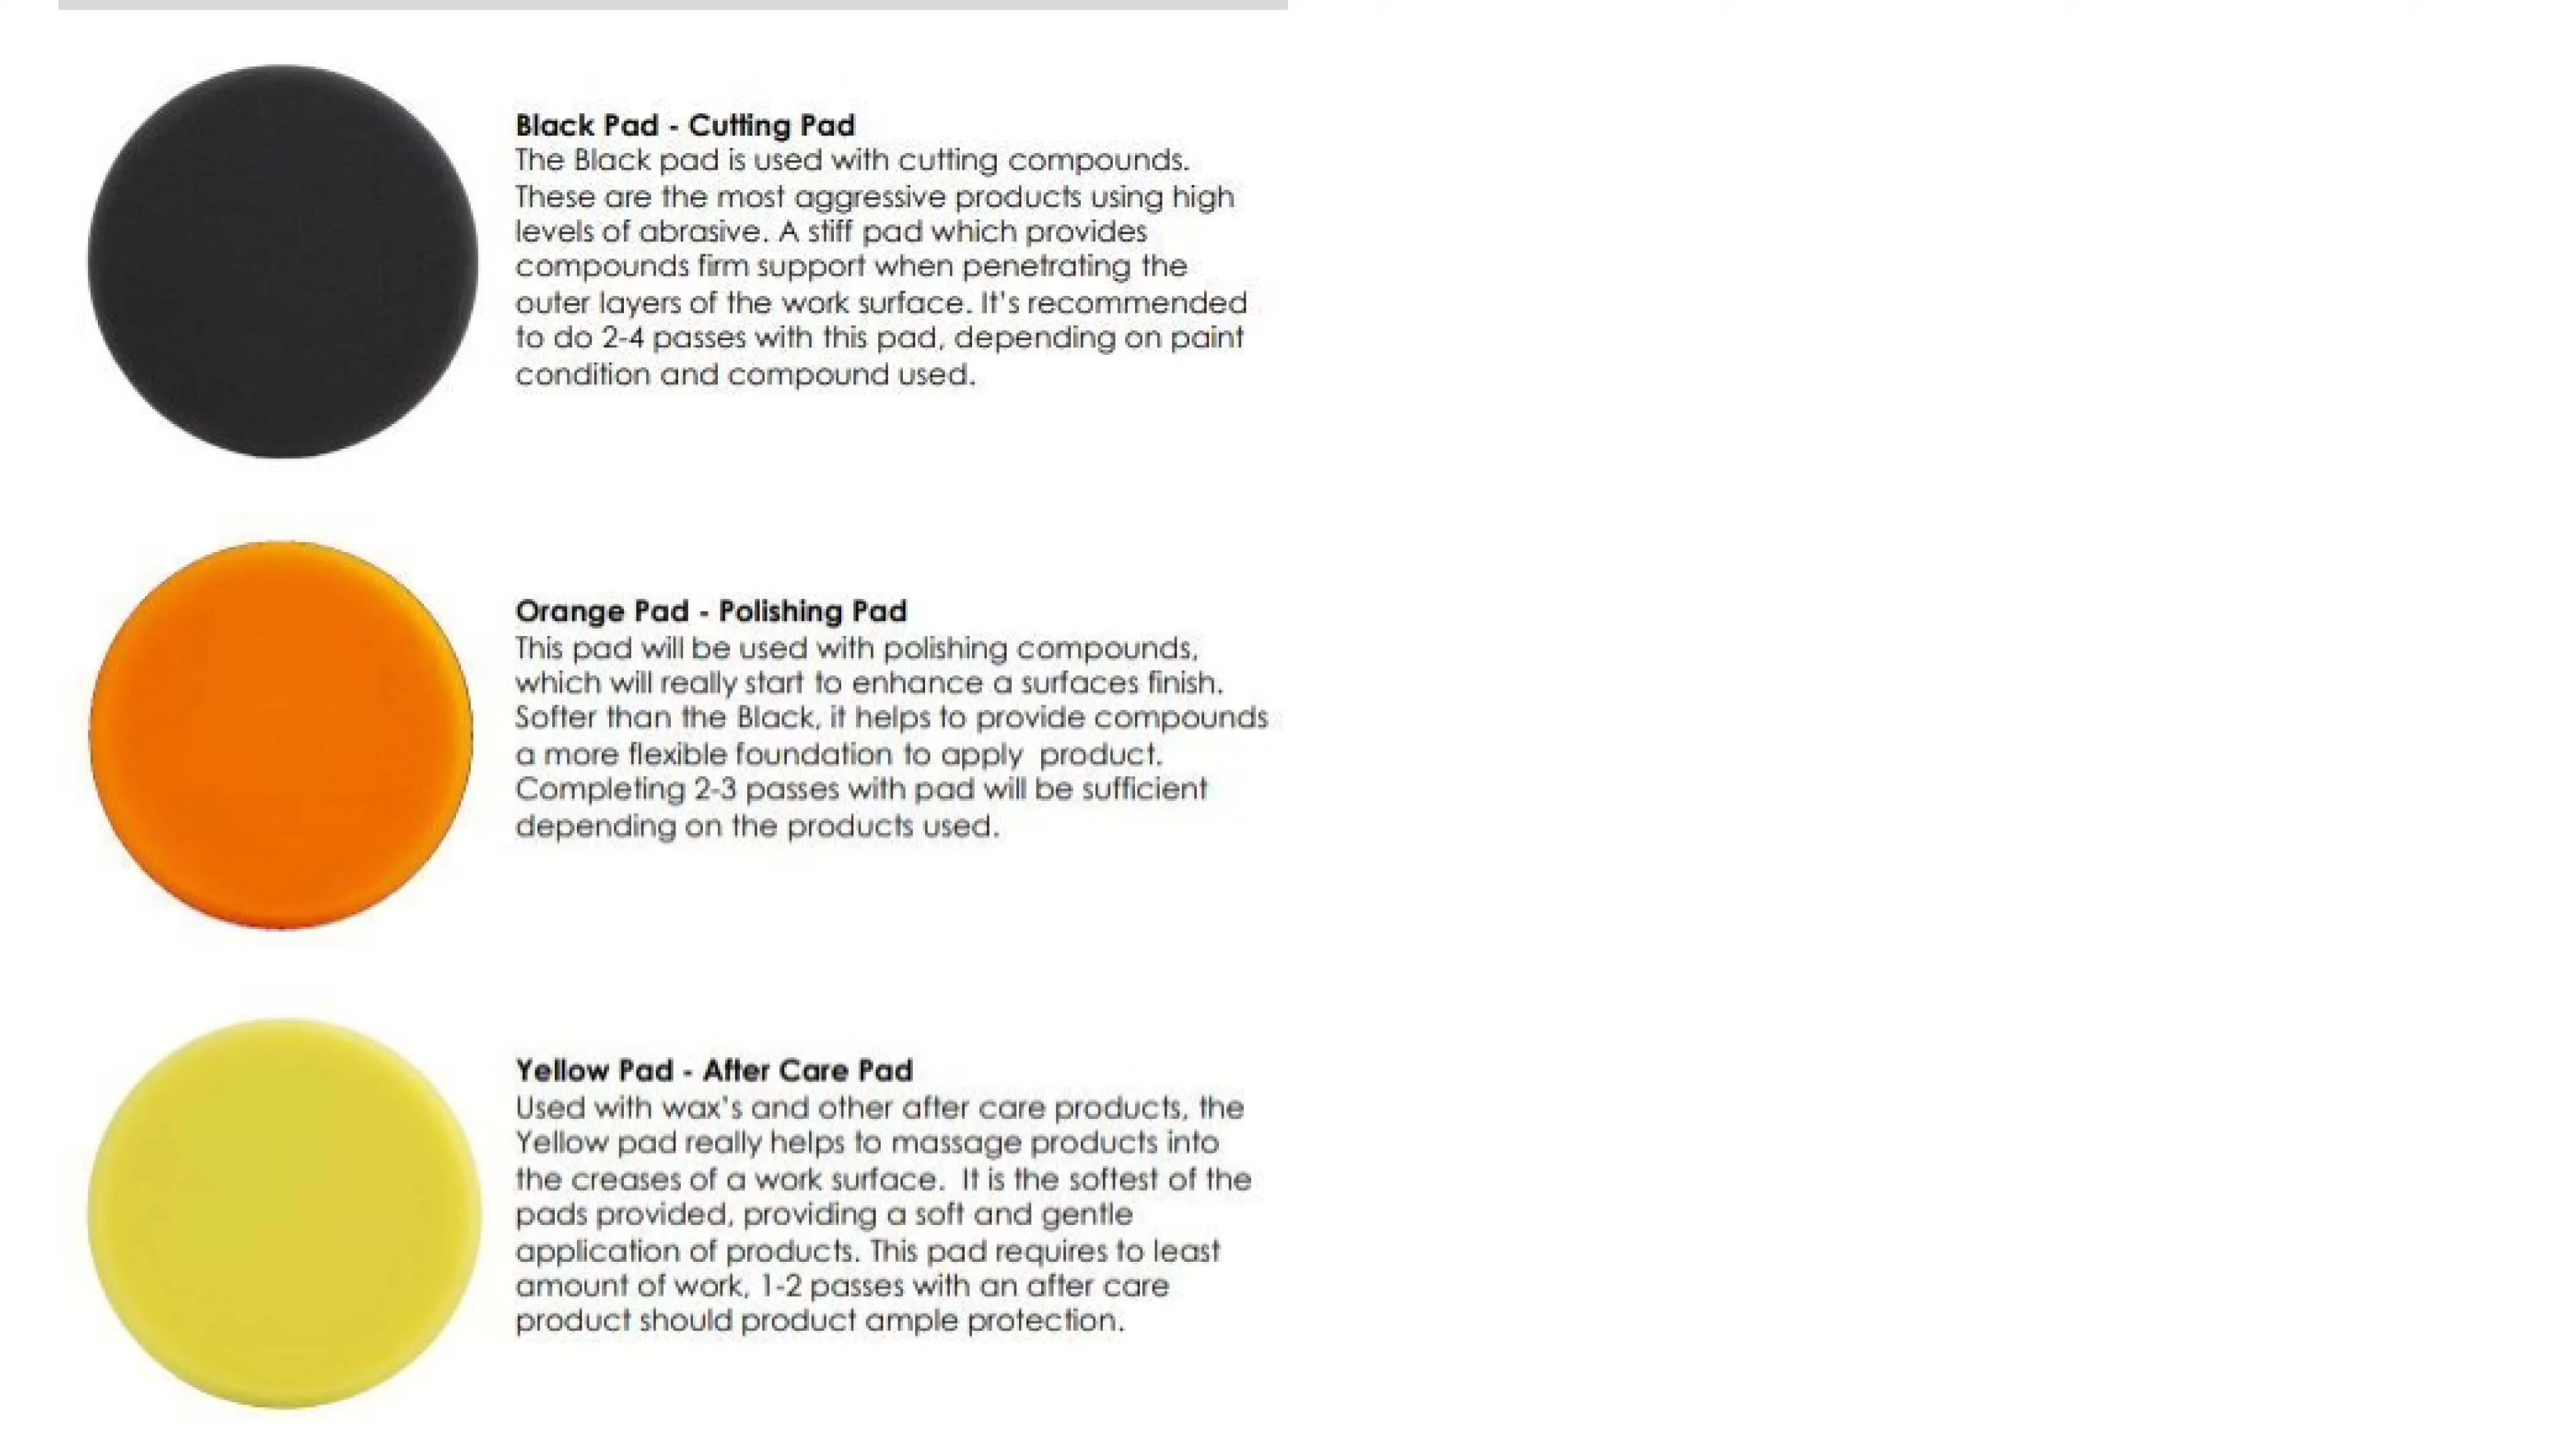 Black Pad - Cutting Pad
The Black pad is used with cutting compounds.
These are the most aggressive products using high
levels of abrasive. A stiff pad which provides
compounds firm support when penetrating the
outer layers of the work surface. It's recommended
to do 2-4 passes with this pad, depending on paint
condition and compound used.
Orange Pad - Polishing Pad
This pad will be used with polishing compounds,
which will really start to enhance a surfaces finish.
Softer than the Black, it helps to provide compounds
a more flexible foundation to apply  product.
Completing 2-3 passes with pad will be sufficient
depending on the products used.
Yellow Pad - After Care Pad
Used with wax's and other after care products, the
Yellow pad really helps to massage products into
the creases of a work surface.  It is the softest of the
pads provided, providing a soft and gentle
application of products. This pad requires to least
amount of work, 1-2 passes with an after care
product should product ample protection.